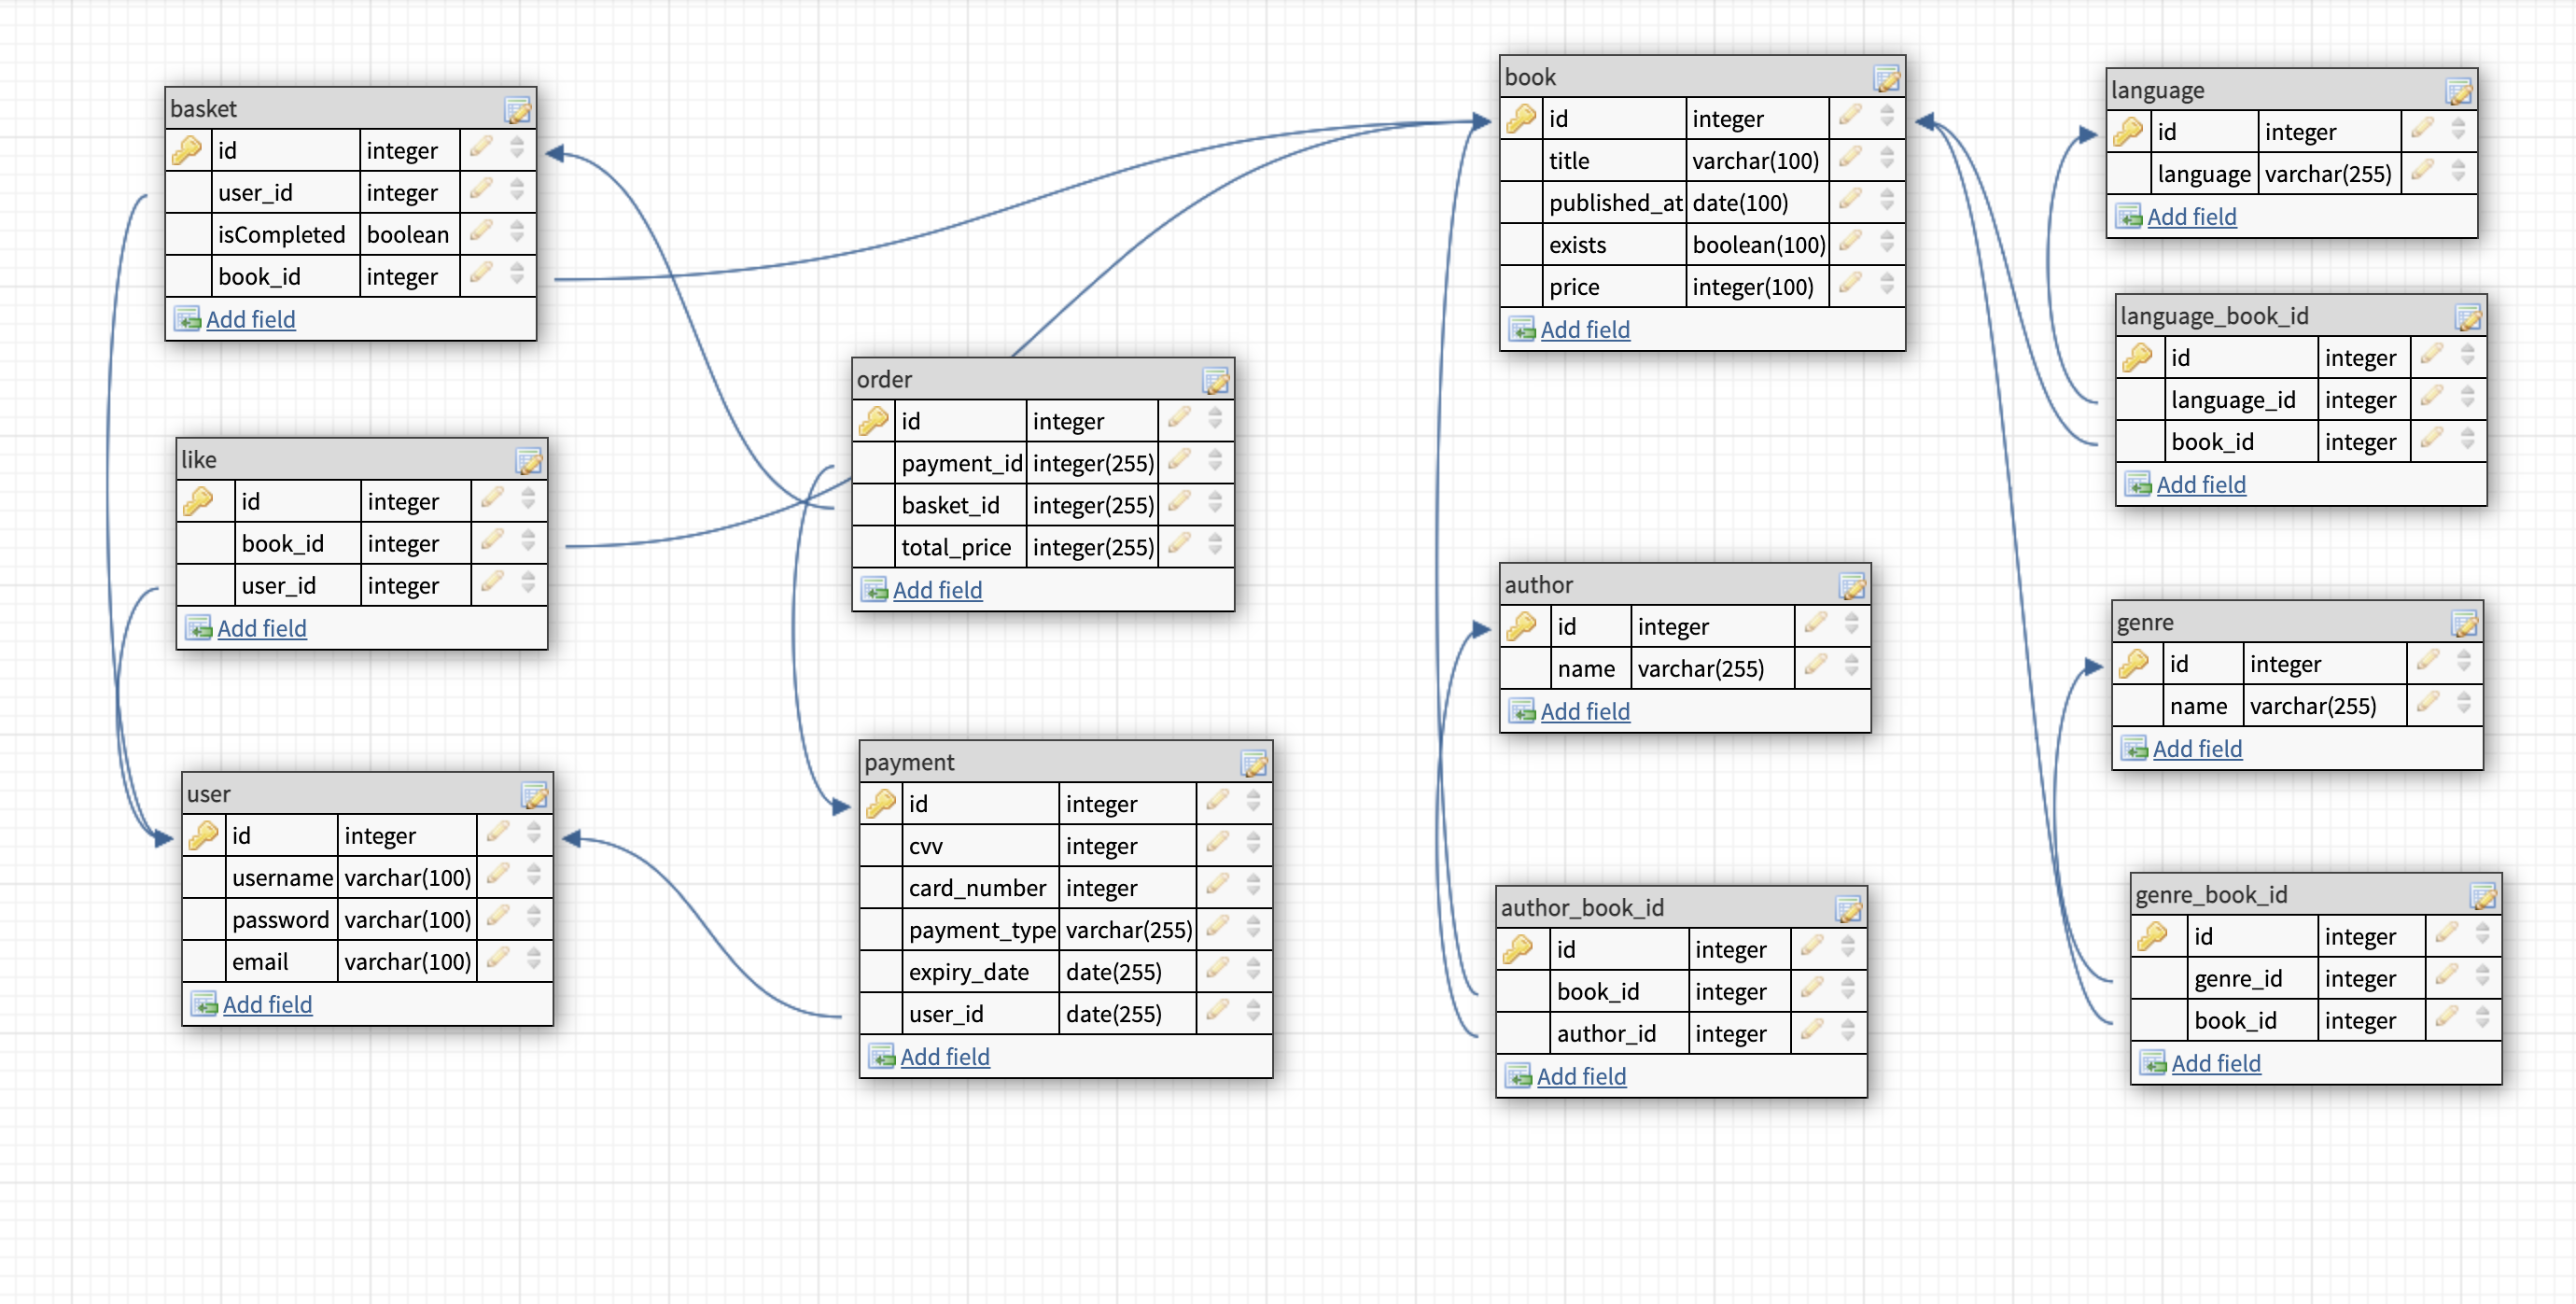 basket
id integer
user_id integer
isCompleted boolean
book_id integer
Add field
like
id integer
book_id integer
user_id integer
Add field
user
id integer
username varchar(100)
password varchar(100)
email varchar(100)
Add field
order
id integer
payment_id integer(255)
basket_id integer(255)
total_price integer(255)
Add field
payment
id integer
cvv integer
card_number integer
payment_type varchar(255)
expiry_date date(255)
user_id date(255)
Add field
book
id integer
title varchar(100)
published_at date(100)
exists boolean(100)
price integer(100)
Add field
author
id integer
name varchar(255)
Add field
author_book_id
id integer
book_id integer
author_id integer
Add field
language
id integer
language varchar(255)
Add field
language_book_id
id integer
language_id integer
book_id integer
Add field
genre
id integer
name varchar(255)
Add field
genre_book_id
id integer
genre_id integer
book_id integer
Add field